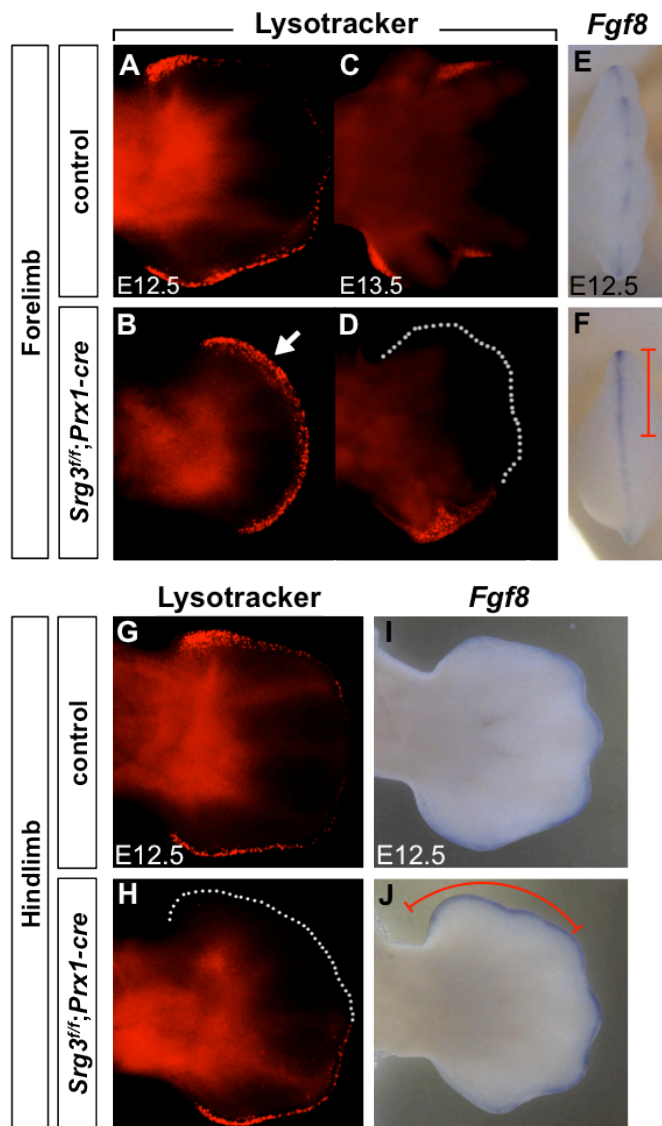 Lysotracker
Fgf8
Forelimb
control
A
C
E
E12.5
E13.5
E12.5
Srg3f/f;Prx1-cre
B
D
F
Lysotracker
Fgf8
Hindlimb
control
G
I
E12.5
E12.5
Srg3f/f;Prx1-cre
H
J